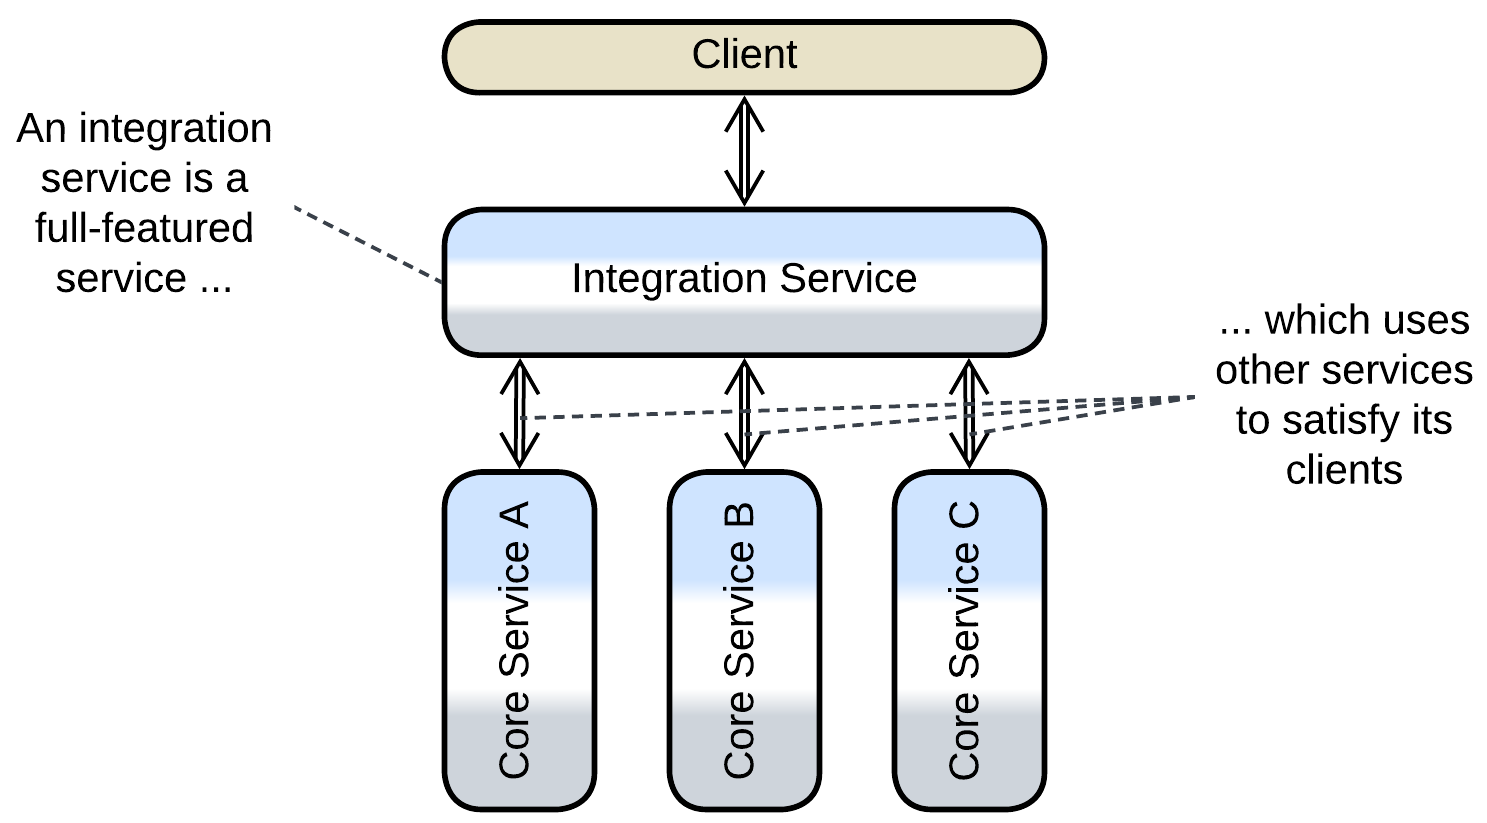 Client
An integration
service is a
full-featured
service ...
Integration Service
... which uses
other services
to satisfy its
clients
Core Service A
Core Service B
Core Service C